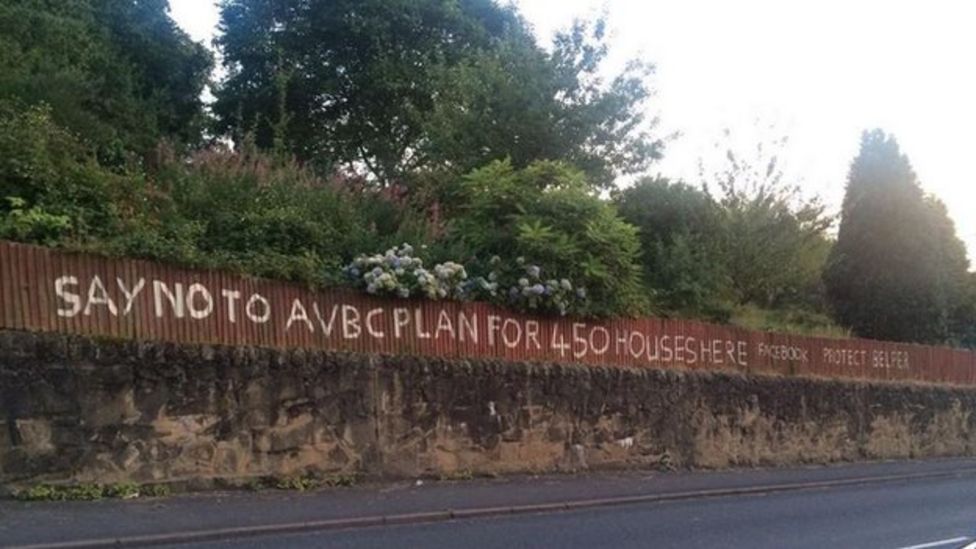 SAY NO TO AVBC PLAN FOR 450 HOUSES HERE FACEBOOK PROTECT BELPER